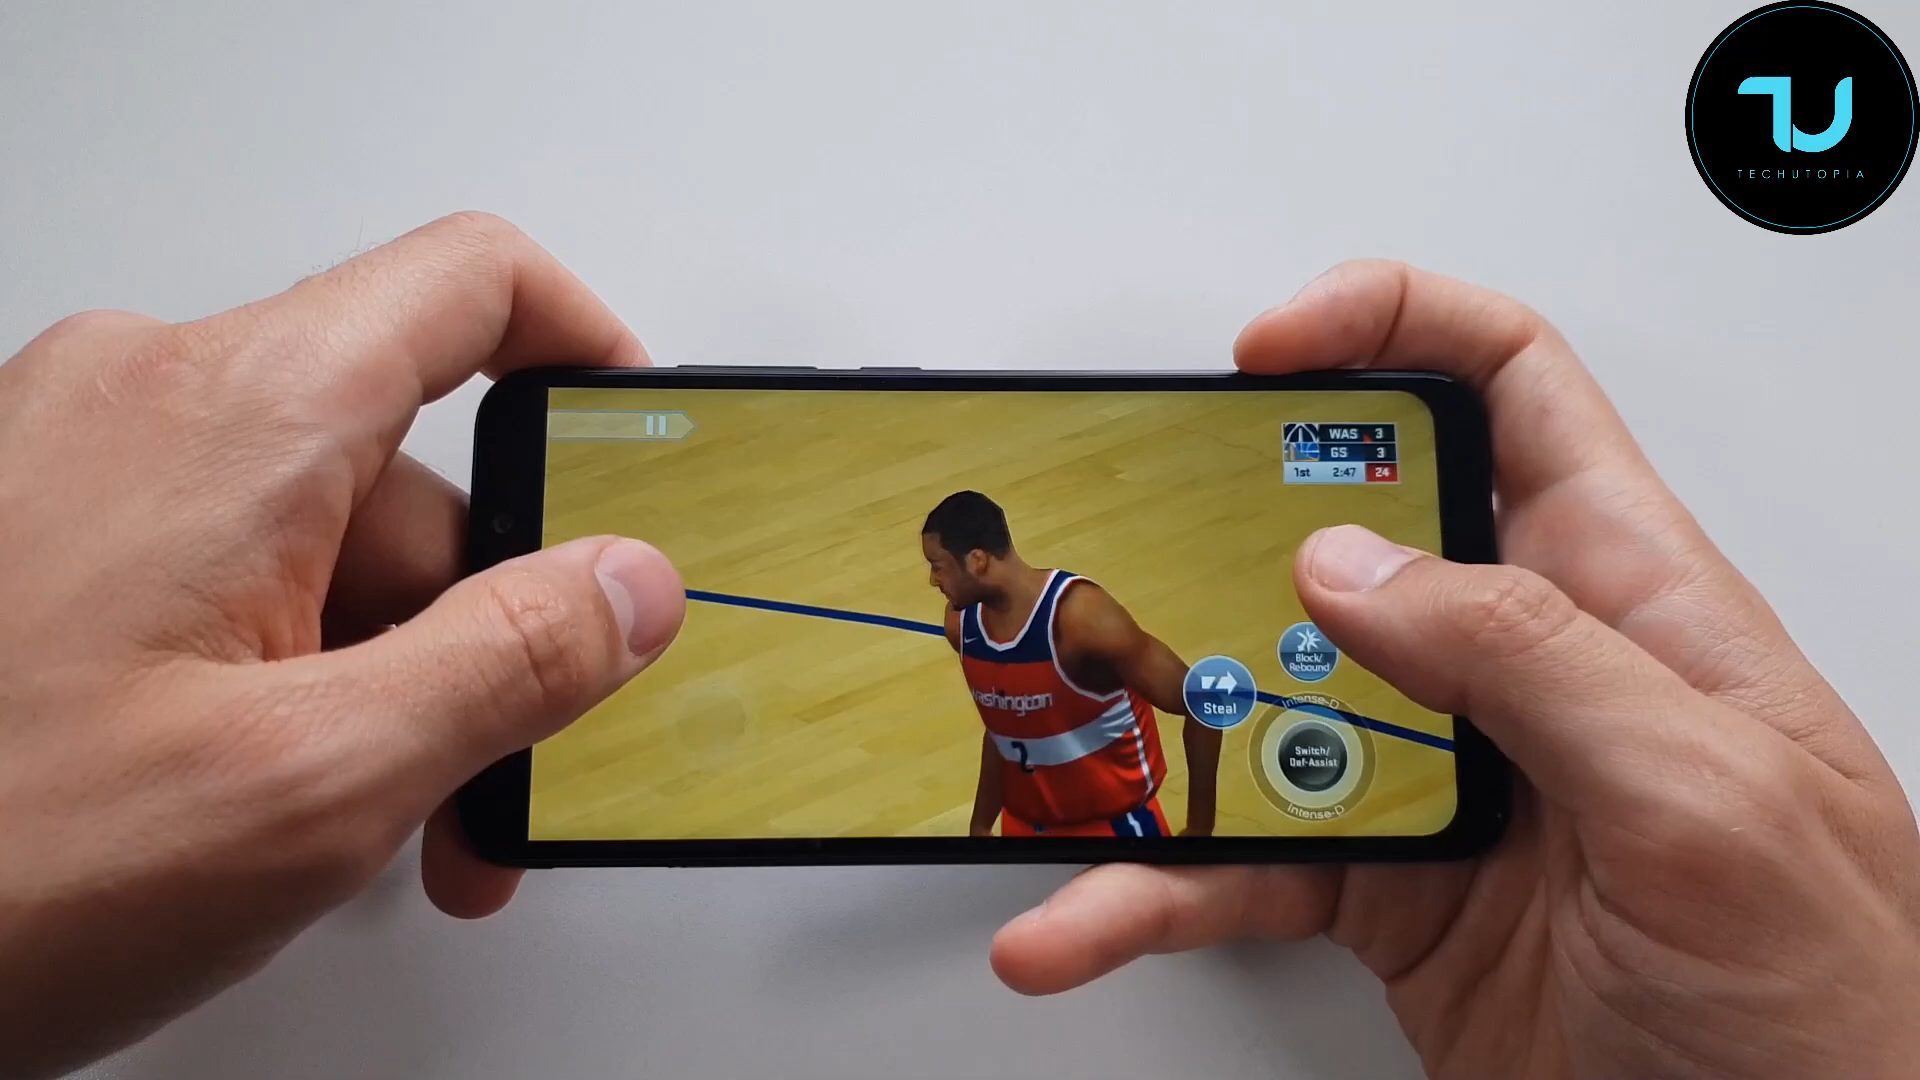 TU
TECHUTOPIA
WAS 3
GS 3
1st 2:47 24
Block/
Rebound
Steal
Intense-D
Switch/
Def-Assist
Intense-D
washington
2